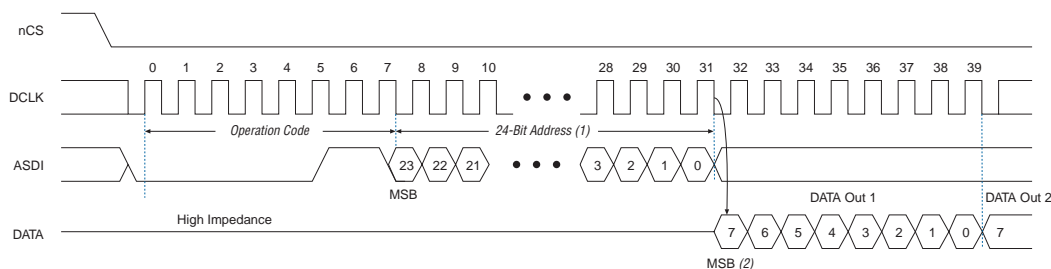 nCS
0 1 2 3 4 5 6 7 8 9 10 28 29 30 31 32 33 34 35 36 37 38 39
DCLK
Operation Code 24-Bit Address (1)
ASDI 23 22 21 3 2 1 0
MSB DATA Out 1 DATA Out 2
High Impedance
DATA 7 6 5 4 3 2 1 0 7
MSB (2)